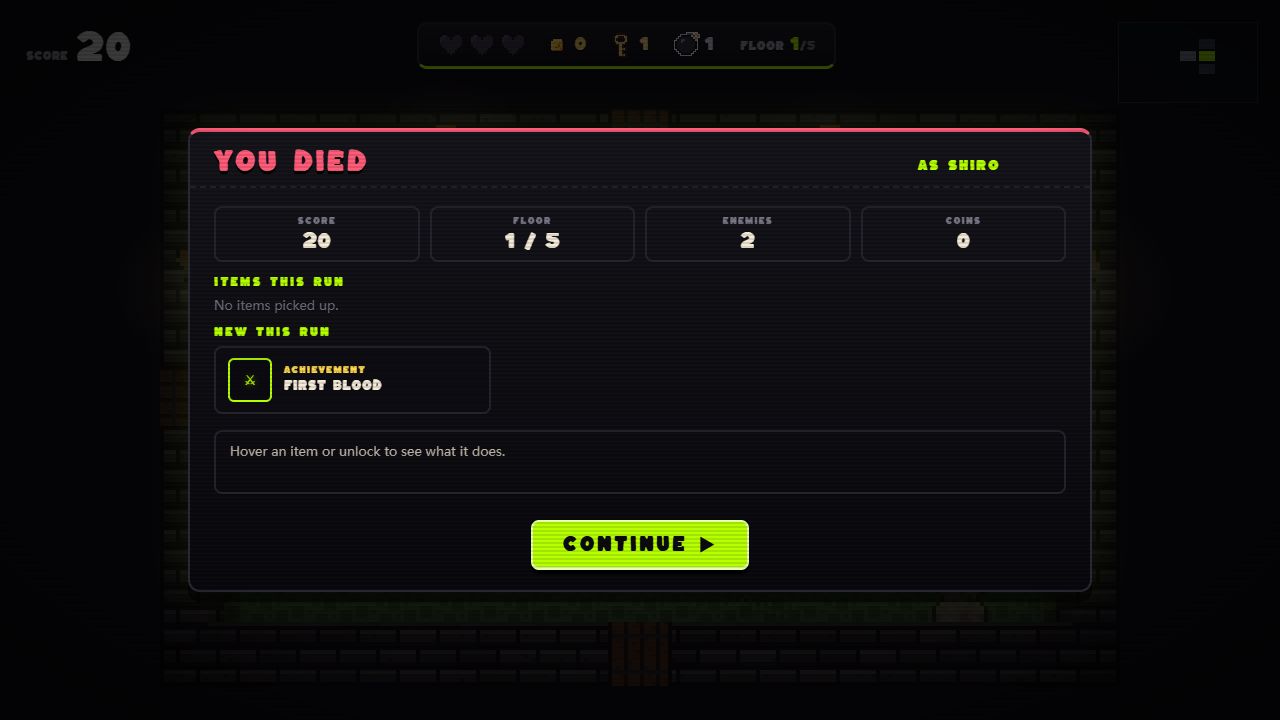 SCORE 20
0 1 1 FLOOR 1/5
YOU DIED
AS SHIRO
SCORE FLOOR ENEMIES COINS
20 1 / 5 2 0
ITEMS THIS RUN
No items picked up.
NEW THIS RUN
ACHIEVEMENT
FIRST BLOOD
Hover an item or unlock to see what it does.
CONTINUE ▶